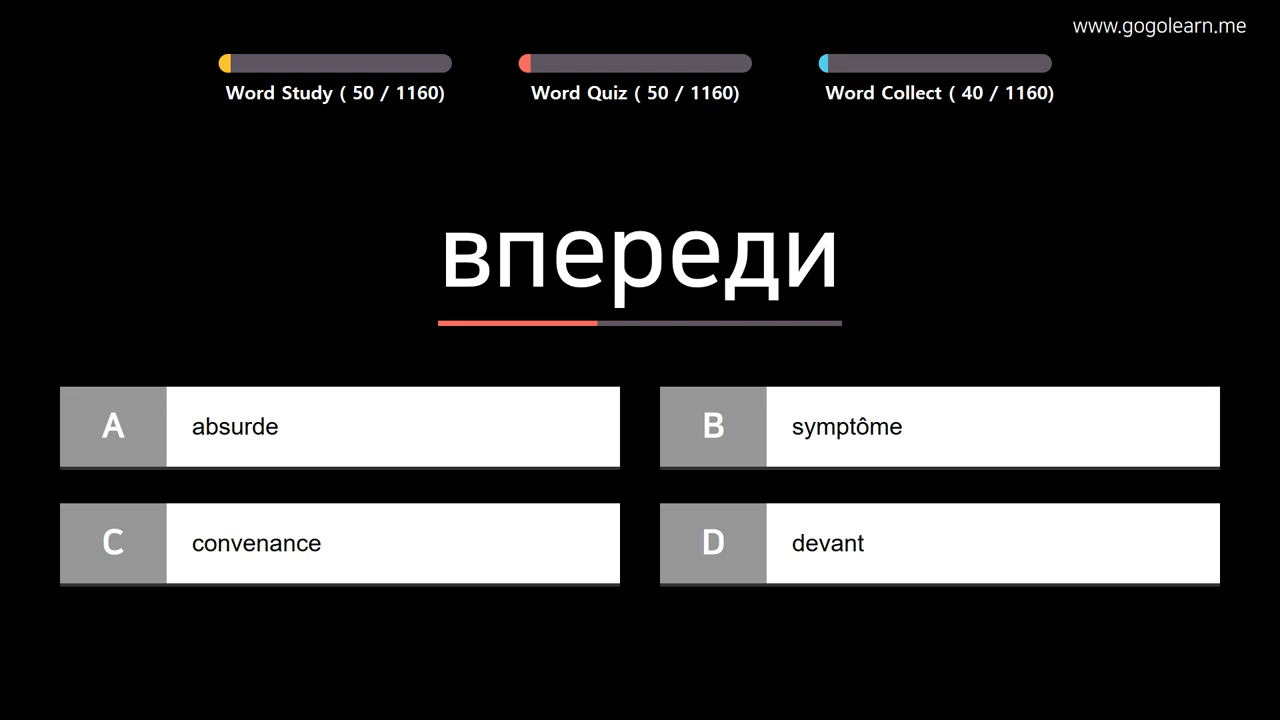 www.gogolearn.me
Word Study ( 50 / 1160)
Word Quiz ( 50 / 1160)
Word Collect ( 40 / 1160)
впереди
A absurde
B symptôme
C convenance
D devant